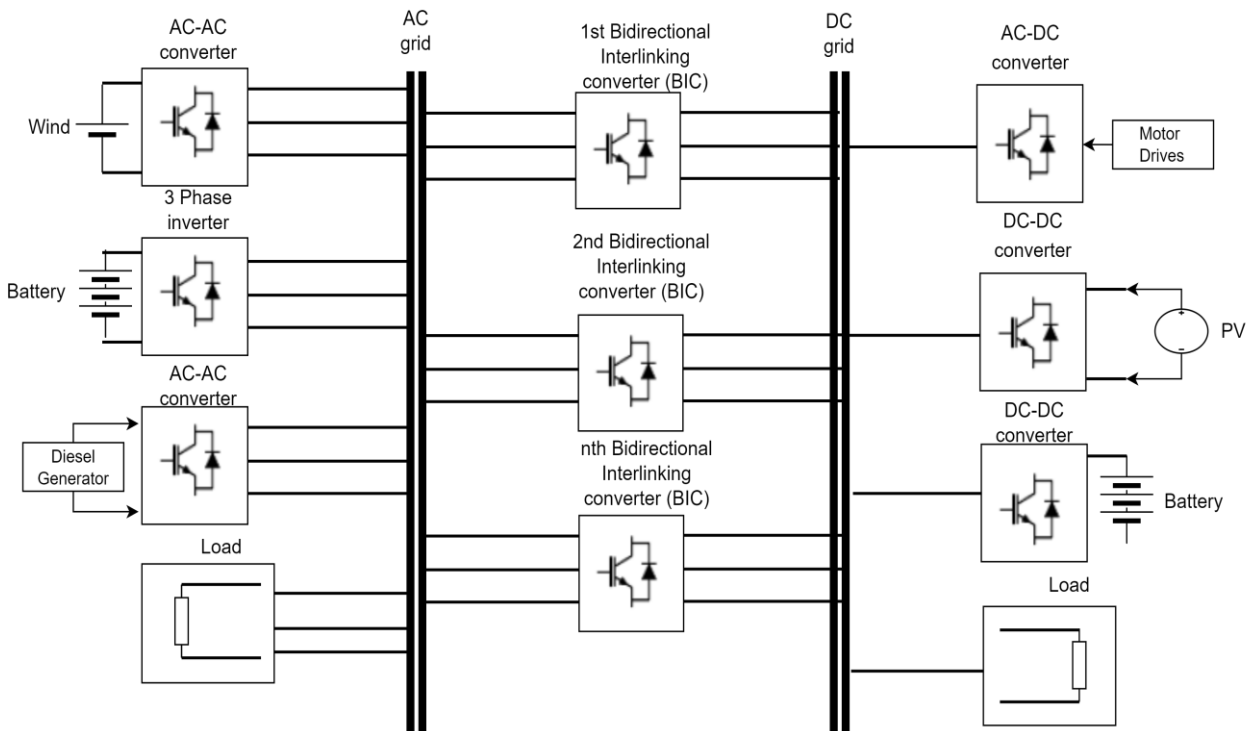 AC-AC
converter
Wind
3 Phase
inverter
Battery
AC-AC
converter
Diesel
Generator
Load
AC
grid
1st Bidirectional
Interlinking
converter (BIC)
2nd Bidirectional
Interlinking
converter (BIC)
nth Bidirectional
Interlinking
converter (BIC)
DC
grid
AC-DC
converter
Motor
Drives
DC-DC
converter
+
-
PV
DC-DC
converter
Battery
Load